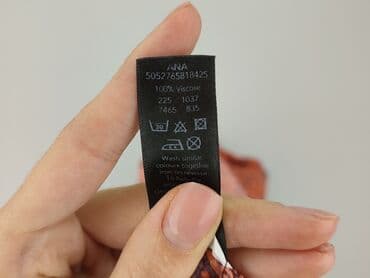 ANA
5052765818425
100% Viscose
225 1037
7465 835
Wash similar
colours together